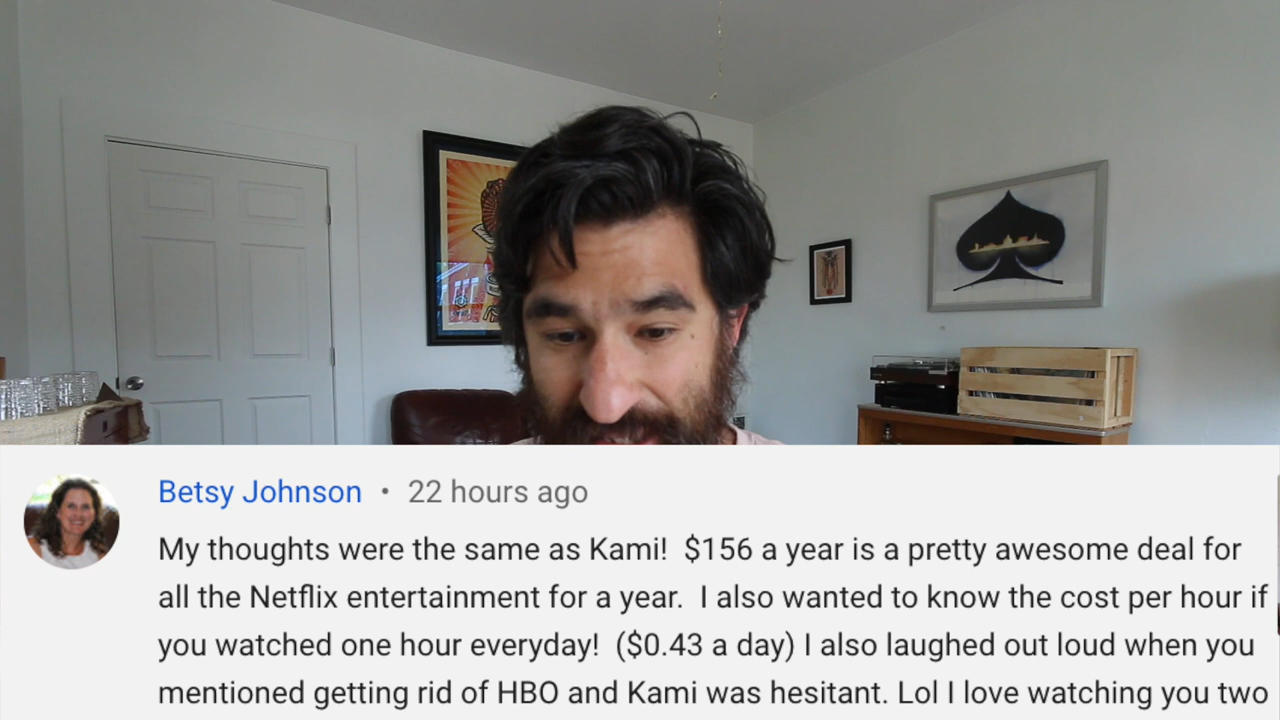 Betsy Johnson • 22 hours ago
My thoughts were the same as Kami!  $156 a year is a pretty awesome deal for
all the Netflix entertainment for a year.  I also wanted to know the cost per hour if
you watched one hour everyday!  ($0.43 a day) I also laughed out loud when you
mentioned getting rid of HBO and Kami was hesitant. Lol I love watching you two